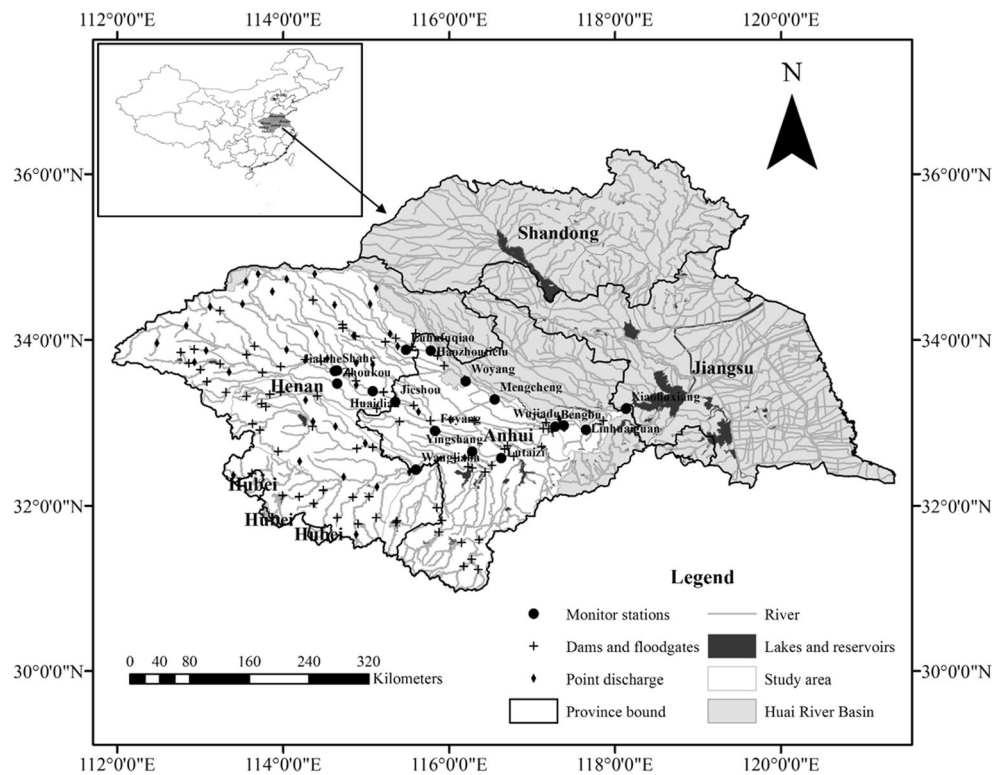 112°0'0"E 114°0'0"E 116°0'0"E 118°0'0"E 120°0'0"E
N
36°0'0"N 36°0'0"N
Shandong
34°0'0"N 34°0'0"N
Haozhouziciu
Woyang
Jiangsu
Shahe
Zhoukou
Henan
Mengcheng
Jieshou
Huaidian
Xiaoliuxiang
Fuyang
Wujiadu Bengbu
Linhuaiguan
Yingshang
Anhui
Lutaizi
Hubei
32°0'0"N 32°0'0"N
Hubei
Hubei
Legend
Monitor stations River
Dams and floodgates Lakes and reservoirs
30°0'0"N 30°0'0"N
0 40 80 160 240 320
Kilometers
Point discharge Study area
Province bound Huai River Basin
112°0'0"E 114°0'0"E 116°0'0"E 118°0'0"E 120°0'0"E